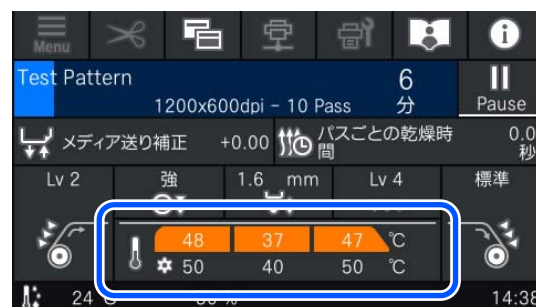 Menu
Test Pattern
1200x600dpi - 10 Pass
6
分
Pause
メディア送り補正 +0.00
パスごとの乾燥時
間
0.0
秒
Lv 2
強
1.6 mm
Lv 4
標準
48 37 47 ℃
50 40 50 ℃
24
14:38